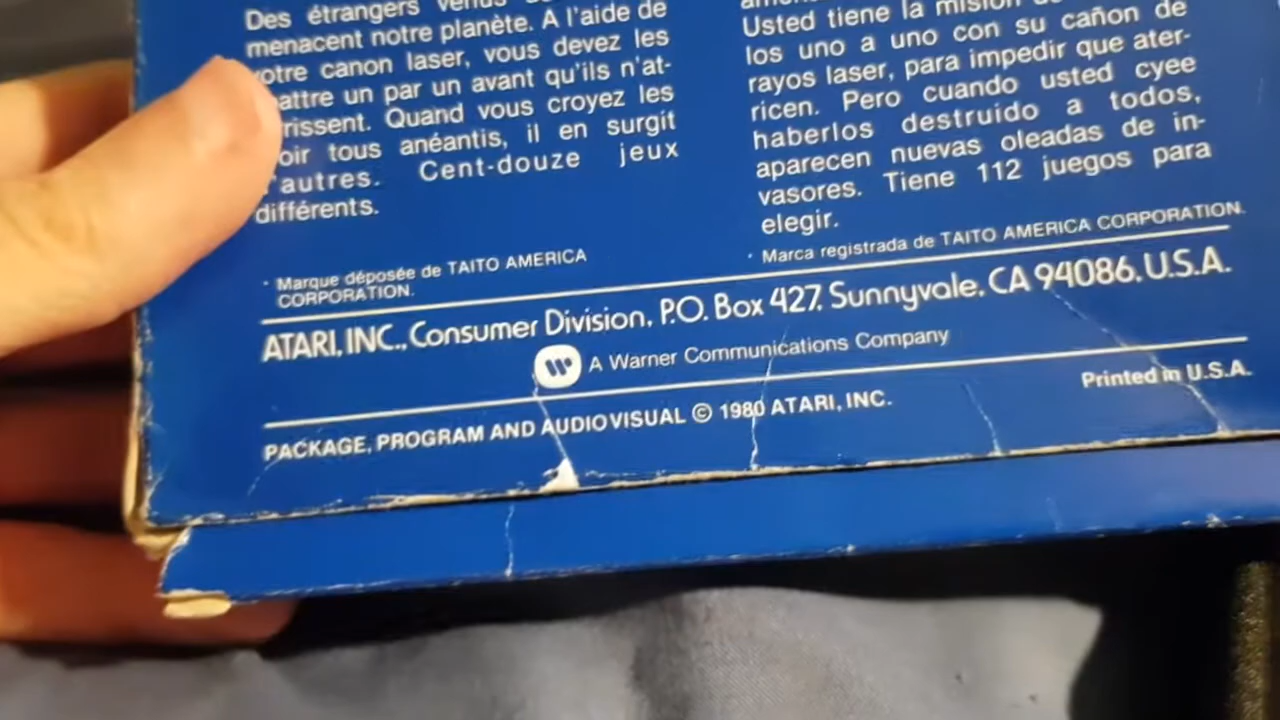 Des étrangers venus
menacent notre planète. A l'aide de
votre canon laser, vous devez les
attre un par un avant qu'ils n'at-
rissent. Quand vous croyez les
oir tous anéantis, il en surgit
'autres. Cent-douze jeux
différents.
· Marque déposée de TAITO AMERICA
CORPORATION.
Usted tiene la misión de
los uno a uno con su cañon de
rayos laser, para impedir que ater-
ricen. Pero cuando usted cyee
haberlos destruido a todos,
aparecen nuevas oleadas de in-
vasores. Tiene 112 juegos para
elegir.
· Marca registrada de TAITO AMERICA CORPORATION.
ATARI, INC., Consumer Division, P.O. Box 427, Sunnyvale, CA 94086, U.S.A.
A Warner Communications Company
Printed in U.S.A.
PACKAGE, PROGRAM AND AUDIOVISUAL © 1980 ATARI, INC.